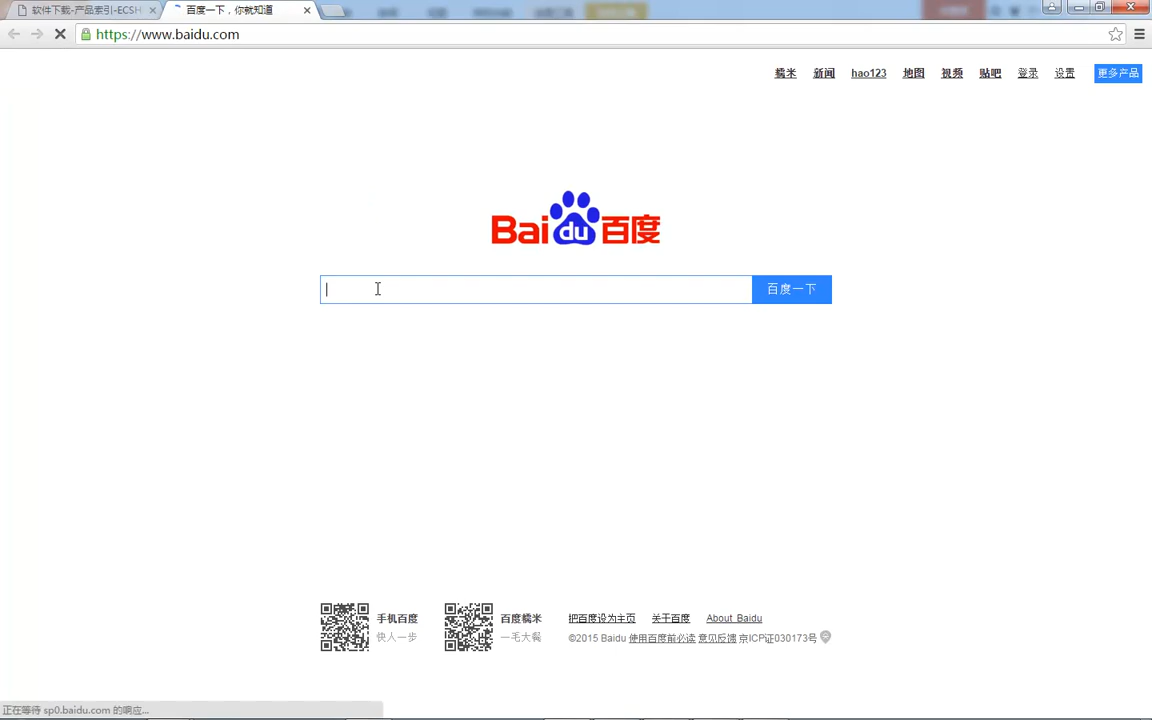 软件下载-产品索引-ECSH
百度一下，你就知道
https://www.baidu.com
糯米 新闻 hao123 地图 视频 贴吧 登录 设置 更多产品
Bai du 百度
百度一下
手机百度
快人一步
百度糯米
一毛大餐
把百度设为主页 关于百度 About Baidu
©2015 Baidu 使用百度前必读 意见反馈 京ICP证030173号
正在等待 sp0.baidu.com 的响应...